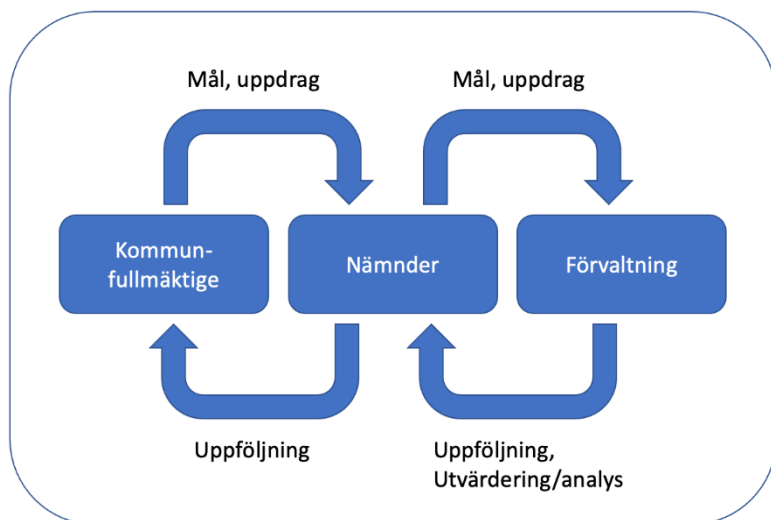 Mål, uppdrag
Mål, uppdrag
Kommun-
fullmäktige
Nämnder
Förvaltning
Uppföljning
Uppföljning,
Utvärdering/analys